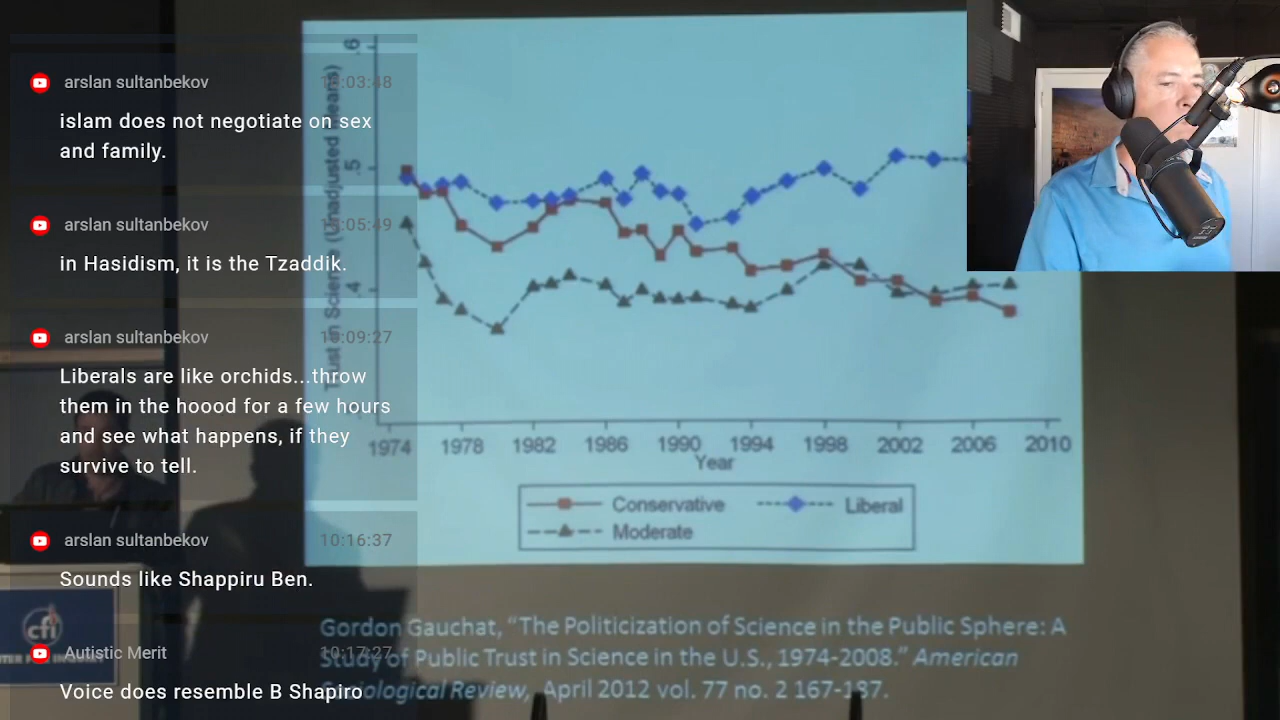 arslan sultanbekov 10:03:48
islam does not negotiate on sex
and family.
arslan sultanbekov 10:05:49
in Hasidism, it is the Tzaddik.
arslan sultanbekov 10:09:27
Liberals are like orchids...throw
them in the hoood for a few hours
and see what happens, if they
survive to tell.
arslan sultanbekov 10:16:37
Sounds like Shappiru Ben.
Autistic Merit 10:17:27
Voice does resemble B Shapiro
Trust in Science (Unadjusted Means)
.6
.5
.4
1974 1978 1982 1986 1990 1994 1998 2002 2006 2010
Year
Conservative Liberal
Moderate
Gordon Gauchat, “The Politicization of Science in the Public Sphere: A
Study of Public Trust in Science in the U.S., 1974-2008.” American
Sociological Review, April 2012 vol. 77 no. 2 167-187.
cfi